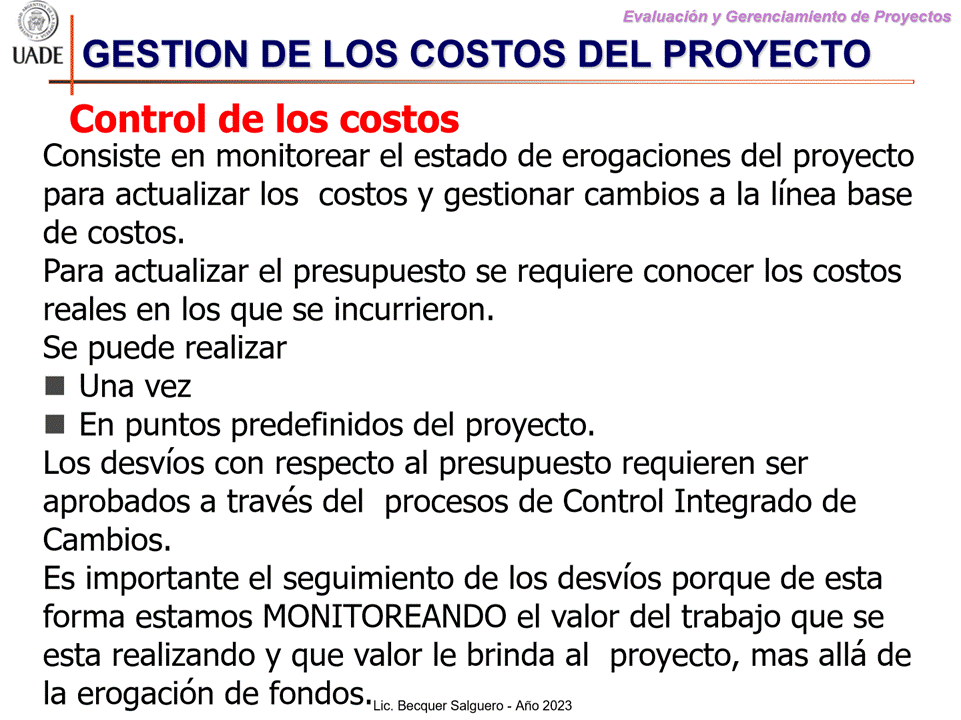 Evaluación y Gerenciamiento de Proyectos
UADE
GESTION DE LOS COSTOS DEL PROYECTO
Control de los costos
Consiste en monitorear el estado de erogaciones del proyecto
para actualizar los  costos y gestionar cambios a la línea base
de costos.
Para actualizar el presupuesto se requiere conocer los costos
reales en los que se incurrieron.
Se puede realizar
■ Una vez
■ En puntos predefinidos del proyecto.
Los desvíos con respecto al presupuesto requieren ser
aprobados a través del  procesos de Control Integrado de
Cambios.
Es importante el seguimiento de los desvíos porque de esta
forma estamos MONITOREANDO el valor del trabajo que se
esta realizando y que valor le brinda al  proyecto, mas allá de
la erogación de fondos.
Lic. Becquer Salguero - Año 2023